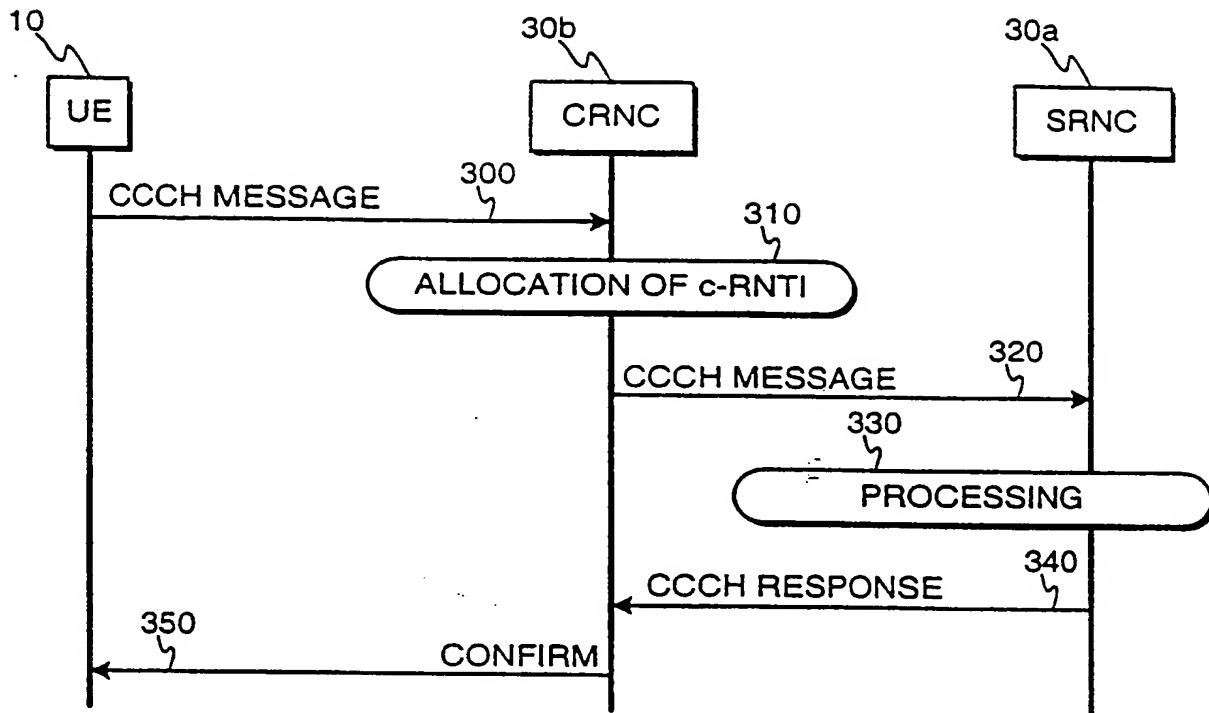 10
30b
30a
UE
CRNC
SRNC
CCCH MESSAGE
300
310
ALLOCATION OF c-RNTI
CCCH MESSAGE
320
330
PROCESSING
CCCH RESPONSE
340
350
CONFIRM